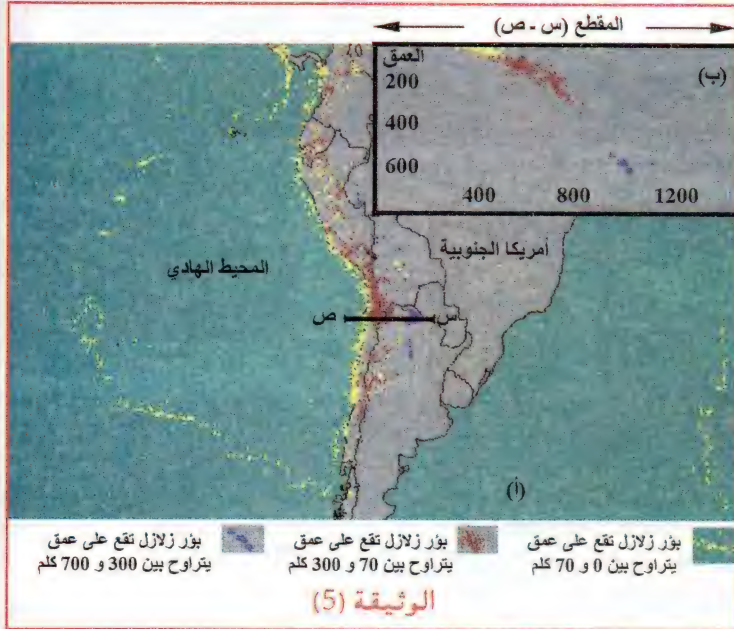 المقطع (س - ص)
العمق
(ب)
200
400
600
400 800 1200
أمريكا الجنوبية
المحيط الهادي
ص
س
(أ)
بؤر زلازل تقع على عمق
يتراوح بين 0 و 70 كلم
بؤر زلازل تقع على عمق
يتراوح بين 70 و 300 كلم
بؤر زلازل تقع على عمق
يتراوح بين 300 و 700 كلم
الوثيقة (5)